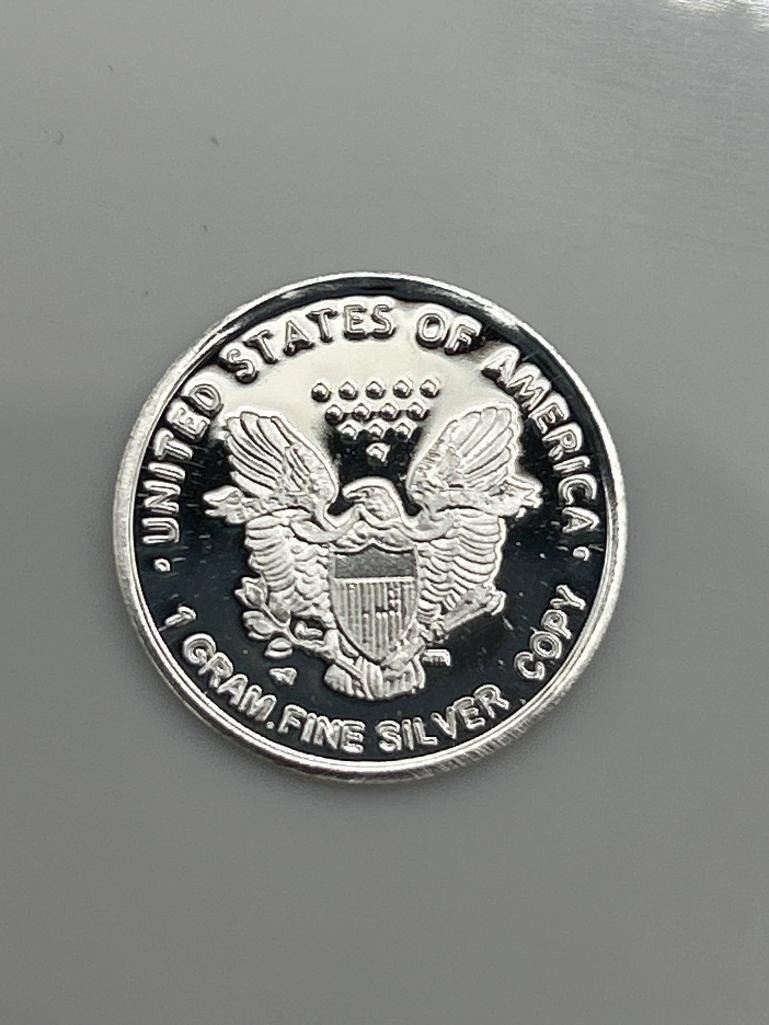 · UNITED STATES OF AMERICA ·
1 GRAM. FINE SILVER COPY